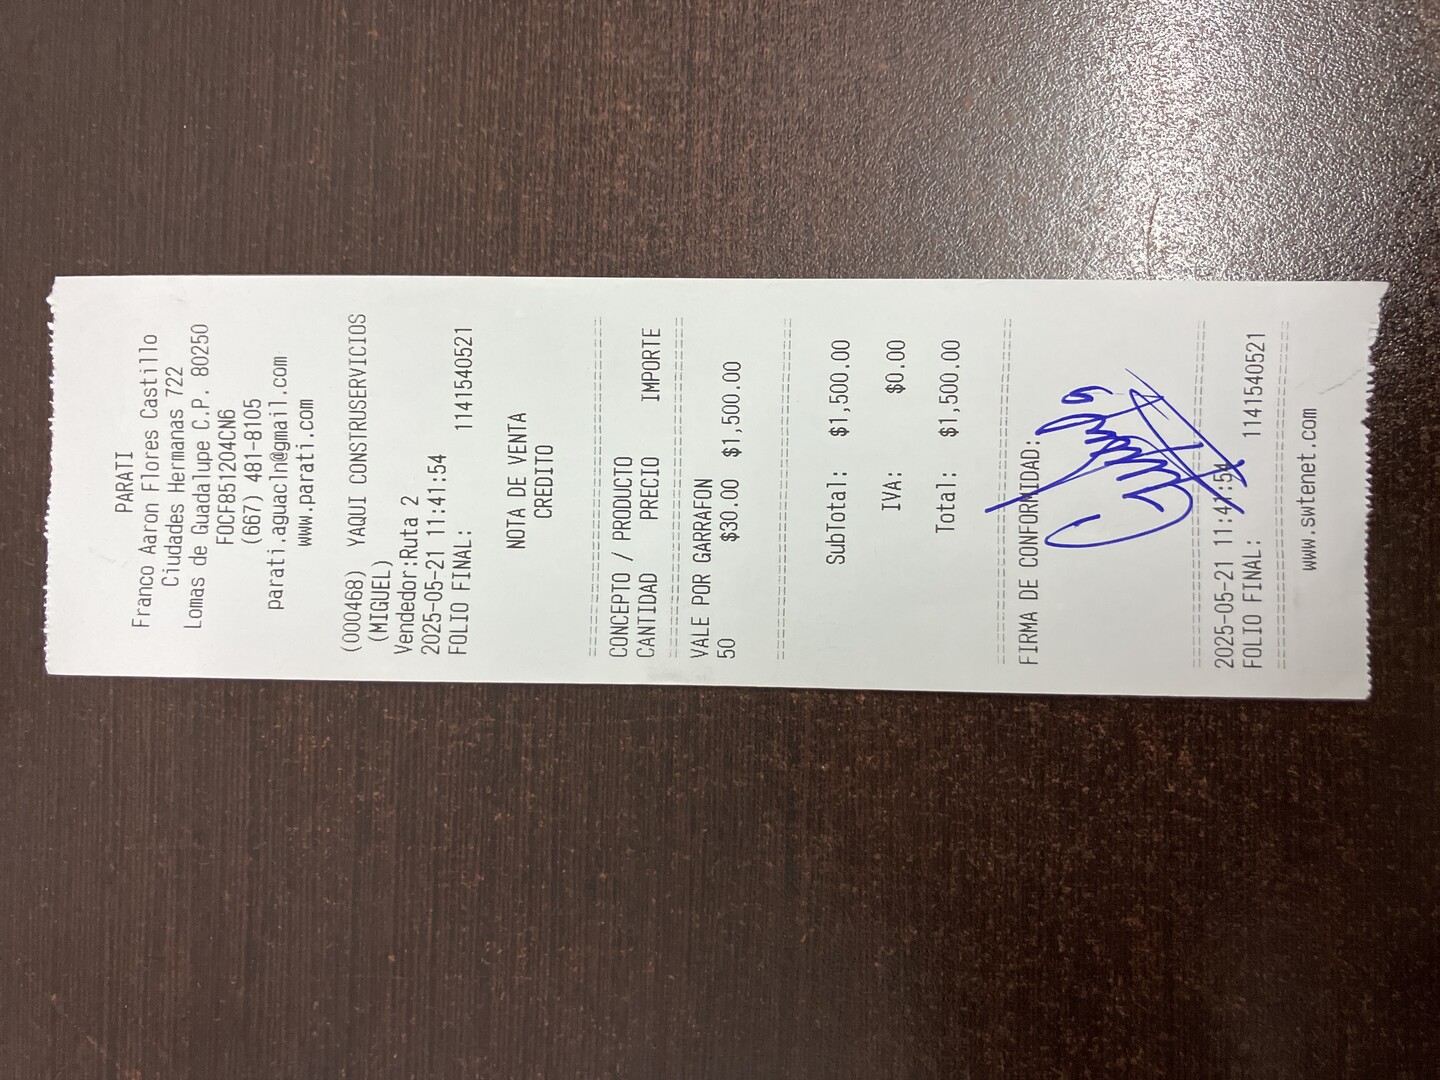 PARATI
Franco Aaron Flores Castillo
Ciudades Hermanas 722
Lomas de Guadalupe C.P. 80250
FOCF851204CN6
(667) 481-8105
parati.aguacln@gmail.com
www.parati.com
(000468) YAQUI CONSTRUSERVICIOS
(MIGUEL)
Vendedor:Ruta 2
2025-05-21 11:41:54
FOLIO FINAL: 1141540521
NOTA DE VENTA
CREDITO
CONCEPTO / PRODUCTO
CANTIDAD PRECIO IMPORTE
VALE POR GARRAFON
50 $30.00 $1,500.00
SubTotal: $1,500.00
IVA: $0.00
Total: $1,500.00
FIRMA DE CONFORMIDAD:
2025-05-21 11:41:54
FOLIO FINAL: 1141540521
www.swtenet.com